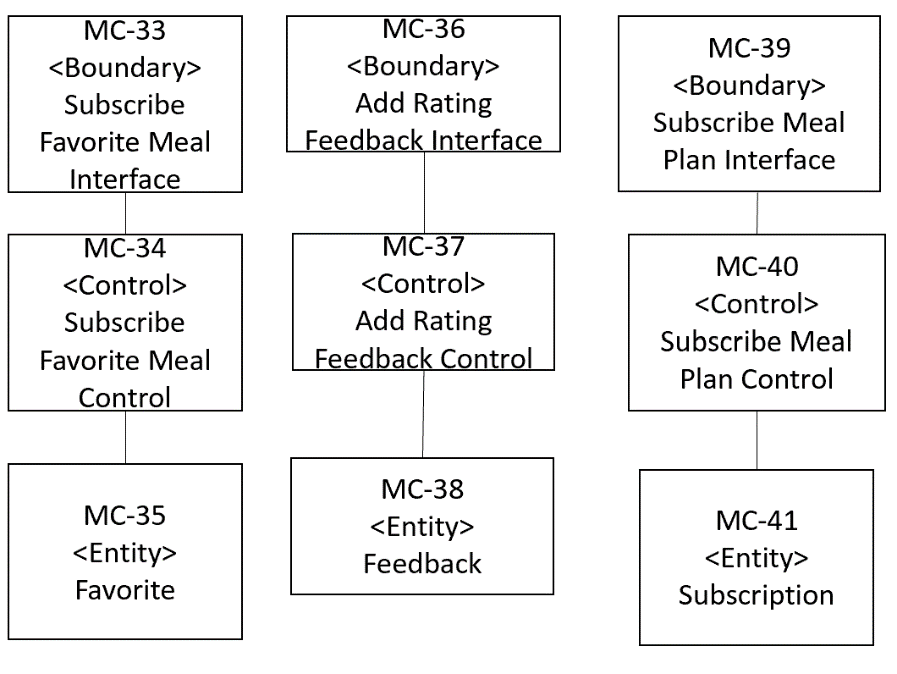 MC-33
<Boundary>
Subscribe
Favorite Meal
Interface
MC-34
<Control>
Subscribe
Favorite Meal
Control
MC-35
<Entity>
Favorite
MC-36
<Boundary>
Add Rating
Feedback Interface
MC-37
<Control>
Add Rating
Feedback Control
MC-38
<Entity>
Feedback
MC-39
<Boundary>
Subscribe Meal
Plan Interface
MC-40
<Control>
Subscribe Meal
Plan Control
MC-41
<Entity>
Subscription